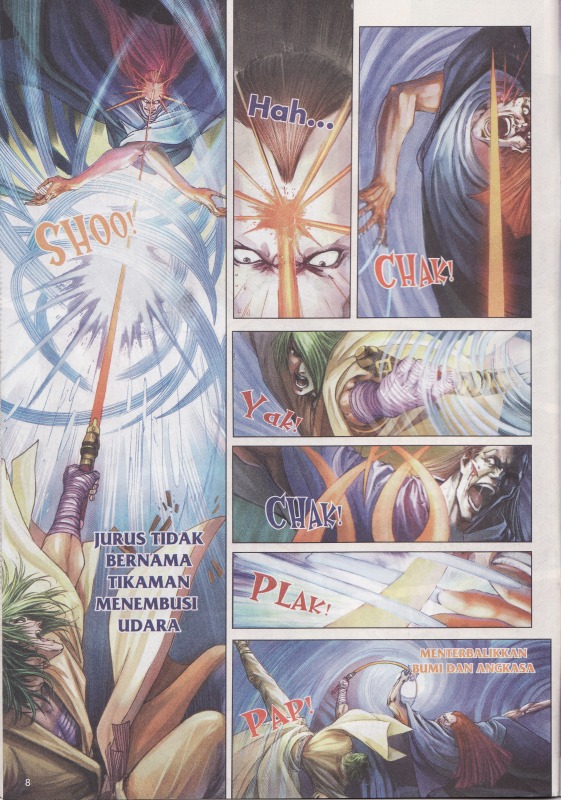 SHOO!
JURUS TIDAK
BERNAMA
TIKAMAN
MENEMBUSI
UDARA
Hah...
CHAK!
Yak!
CHAK!
PLAK!
MENTERBALIKKAN
BUMI DAN ANGKASA
PAP!
8